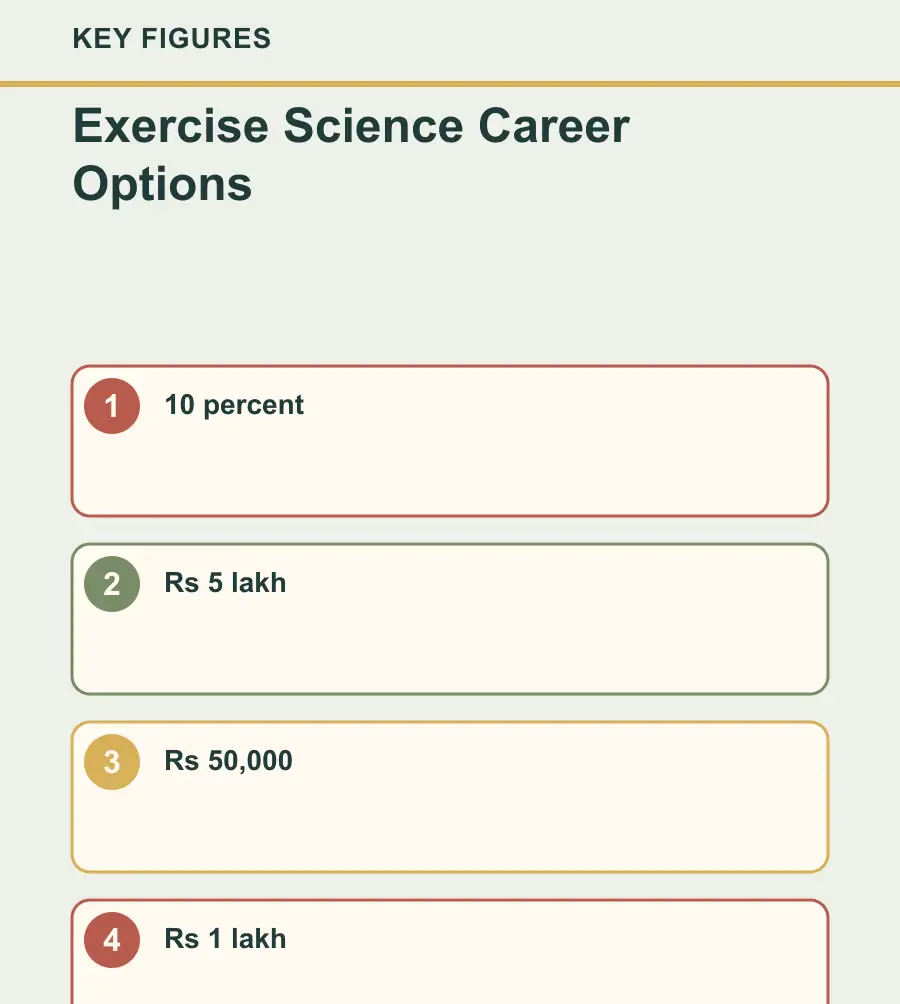 KEY FIGURES
Exercise Science Career
Options
1 10 percent
2 Rs 5 lakh
3 Rs 50,000
4 Rs 1 lakh